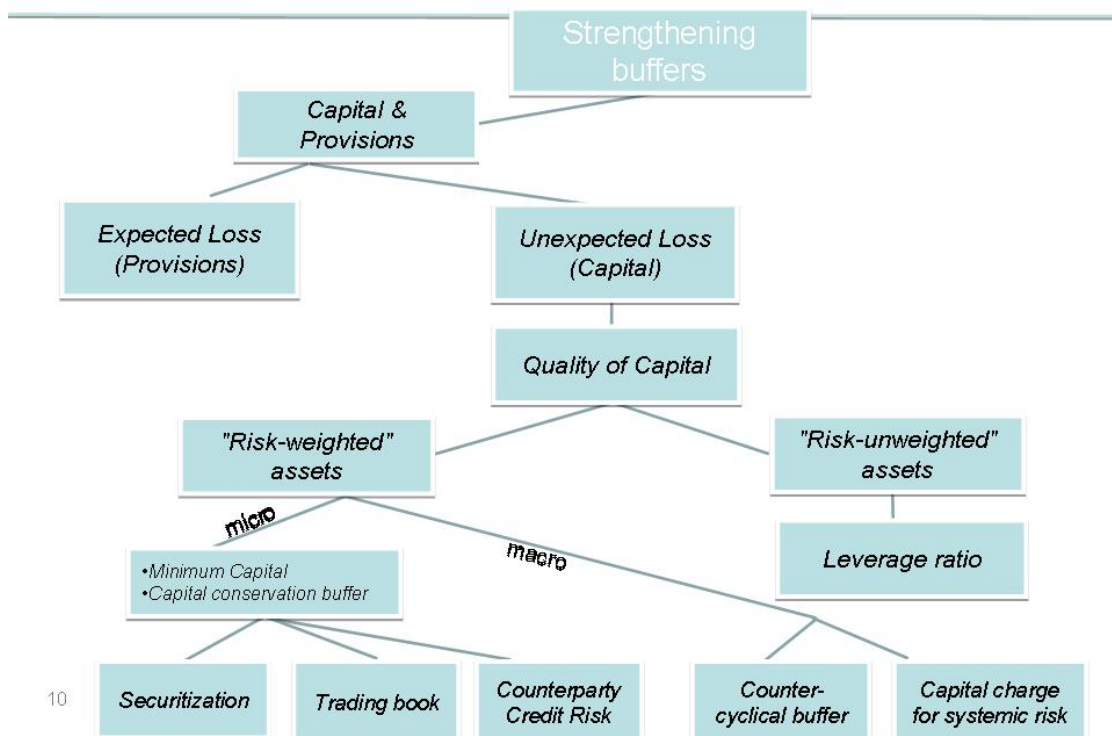 Strengthening
buffers
Capital &
Provisions
Expected Loss
(Provisions)
Unexpected Loss
(Capital)
Quality of Capital
"Risk-weighted"
assets
"Risk-unweighted"
assets
micro
macro
Leverage ratio
•Minimum Capital
•Capital conservation buffer
Securitization
Trading book
Counterparty
Credit Risk
Counter-
cyclical buffer
Capital charge
for systemic risk
10